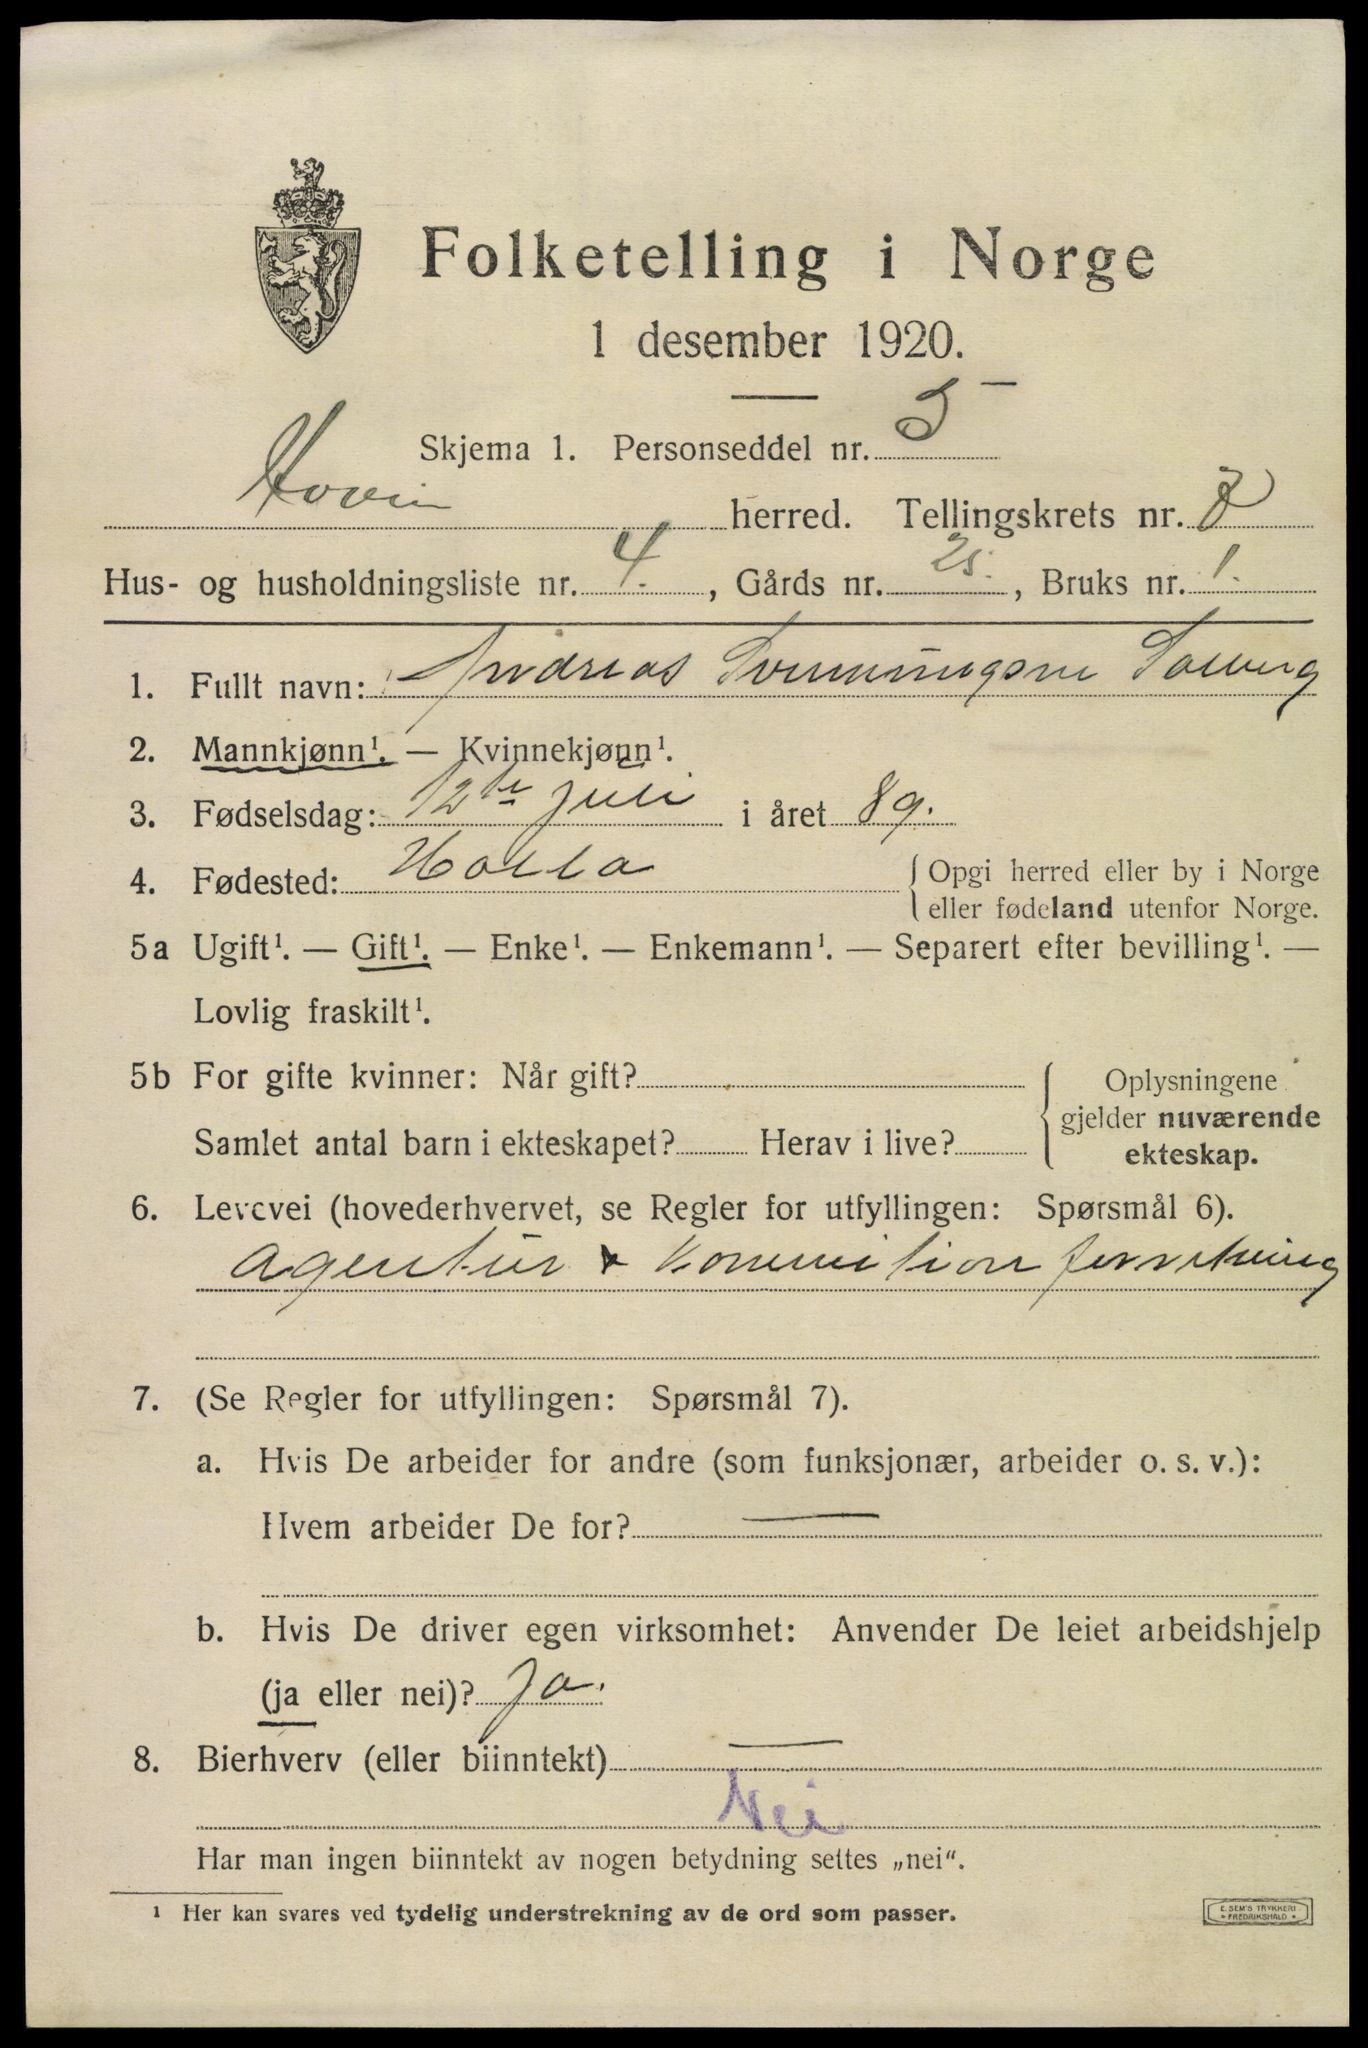 Folketelling i Norge
1 desember 1920.
Skjema 1. Personseddel nr. 5
Hovin herred. Tellingskrets nr. 8
Hus- og husholdningsliste nr. 4. , Gårds nr. 25. , Bruks nr. 1.
1. Fullt navn: Andreas
2. Mannkjønn¹. — Kvinnekjønn¹.
3. Fødselsdag: 12te juli i året 89.
4. Fødested: Holla { Opgi herred eller by i Norge
eller fødeland utenfor Norge.
5a Ugift¹. — Gift¹. — Enke¹. — Enkemann¹. — Separert efter bevilling¹. —
Lovlig fraskilt¹.
5b For gifte kvinner: Når gift? { Oplysningene
gjelder nuværende
Samlet antal barn i ekteskapet? Herav i live? ekteskap.
6. Levevei (hovederhvervet, se Regler for utfyllingen: Spørsmål 6).
Agentur & Kommition forretning
7. (Se Regler for utfyllingen: Spørsmål 7).
a. Hvis De arbeider for andre (som funksjonær, arbeider o. s. v.):
Hvem arbeider De for? —
b. Hvis De driver egen virksomhet: Anvender De leiet arbeidshjelp
(ja eller nei)? Ja.
8. Bierhverv (eller biinntekt) —
Nei
Har man ingen biinntekt av nogen betydning settes „nei“.
¹ Her kan svares ved tydelig understrekning av de ord som passer.
E. SEM'S TRYKKERI
• FREDRIKSHALD •